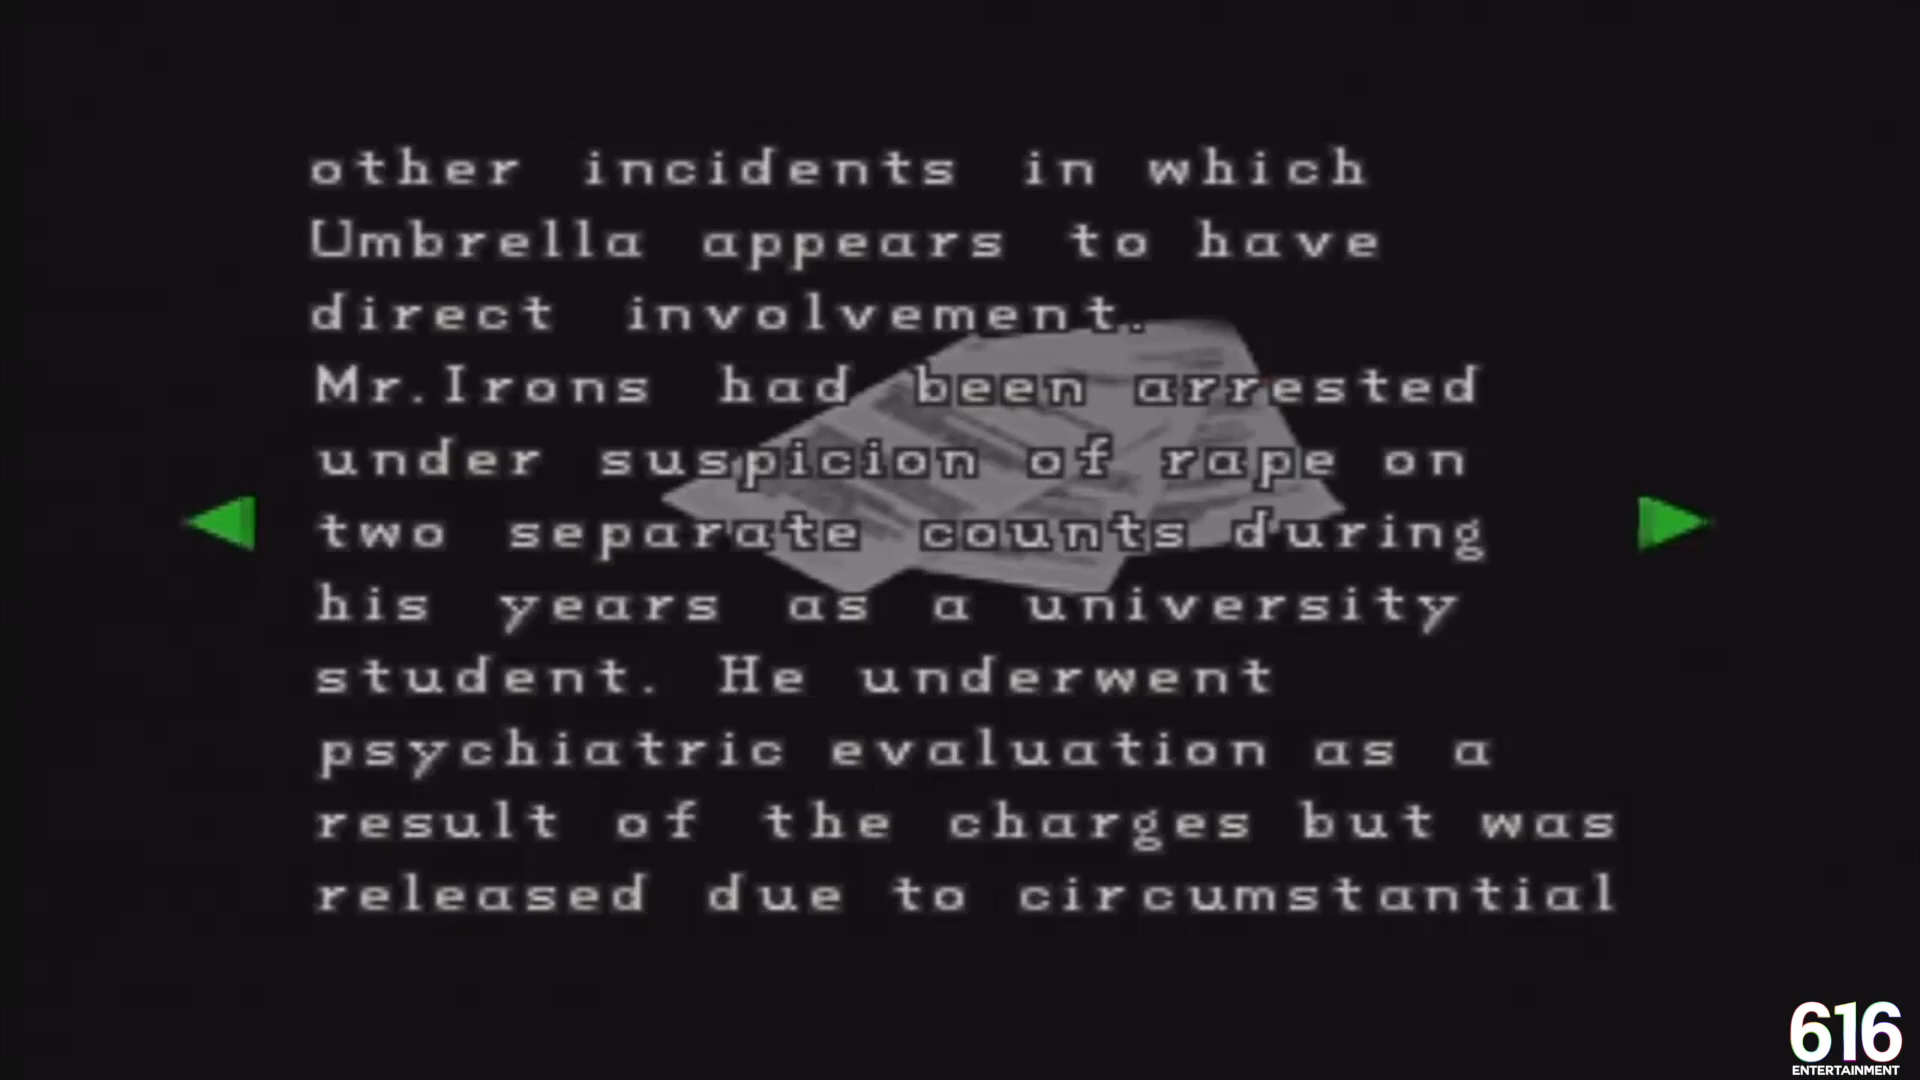 other incidents in which
Umbrella appears to have
direct involvement.
Mr.Irons had been arrested
under suspicion of rape on
two separate counts during
his years as a university
student. He underwent
psychiatric evaluation as a
result of the charges but was
released due to circumstantial
616
ENTERTAINMENT